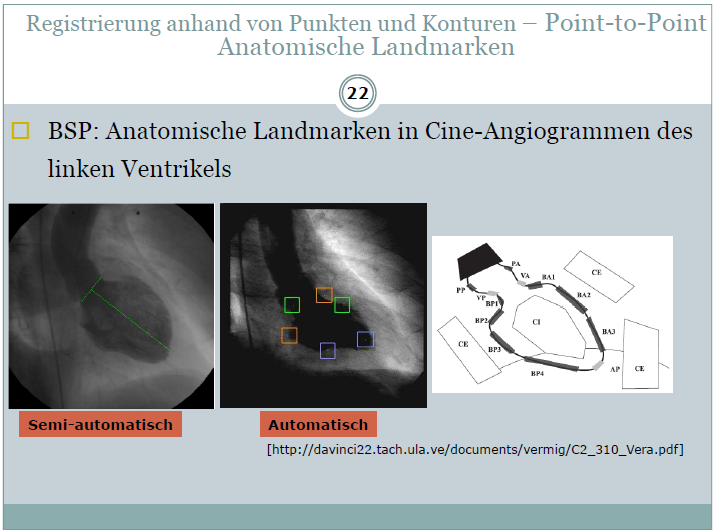 Registrierung anhand von Punkten und Konturen – Point-to-Point
Anatomische Landmarken
22
BSP: Anatomische Landmarken in Cine-Angiogrammen des
linken Ventrikels
PA
VA
BA1
CE
PP
VP
BP1
BA2
BP2
CI
BA3
CE
BP3
BP4
AP
CE
Semi-automatisch
Automatisch
[http://davinci22.tach.ula.ve/documents/vermig/C2_310_Vera.pdf]